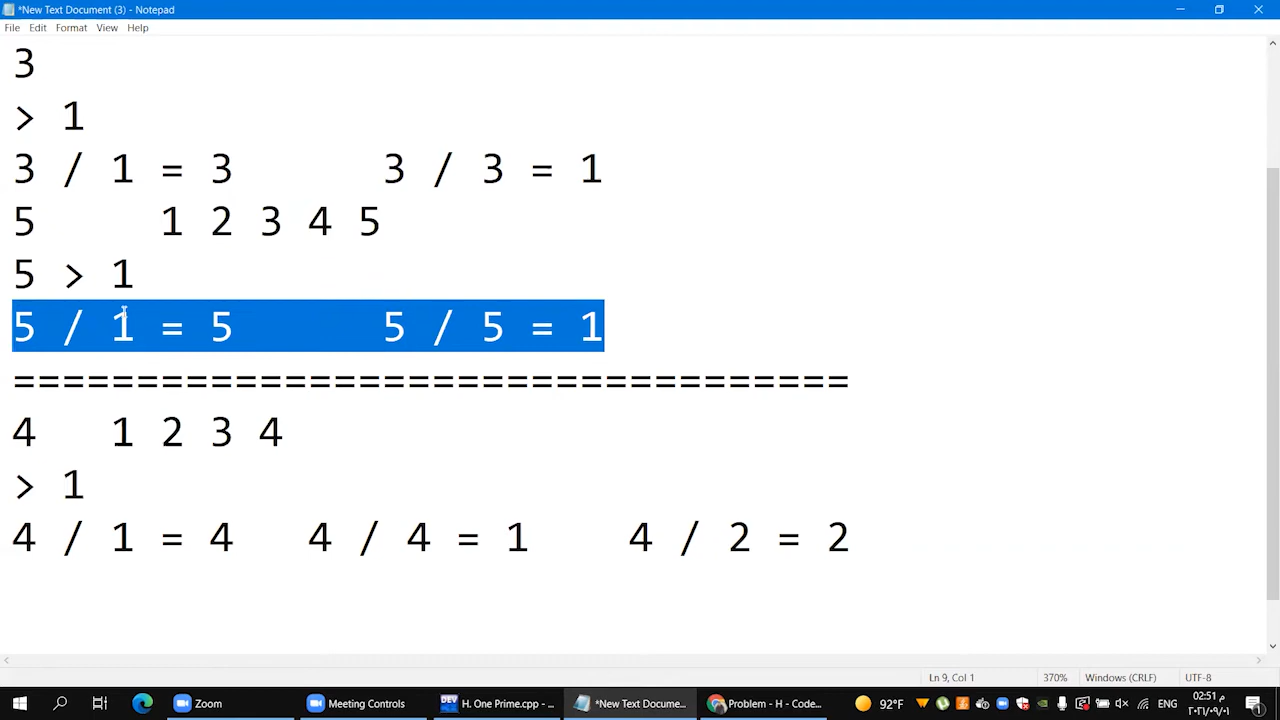 *New Text Document (3) - Notepad
File Edit Format View Help
3
> 1
3 / 1 = 3      3 / 3 = 1
5     1 2 3 4 5
5 > 1
5 / 1 = 5      5 / 5 = 1
==================================
4   1 2 3 4
> 1
4 / 1 = 4   4 / 4 = 1    4 / 2 = 2
Ln 9, Col 1 370% Windows (CRLF) UTF-8
Zoom Meeting Controls H. One Prime.cpp - ... *New Text Docume... Problem - H - Code... 92°F 02:51 م
٢٠٢١/٠٩/٠١